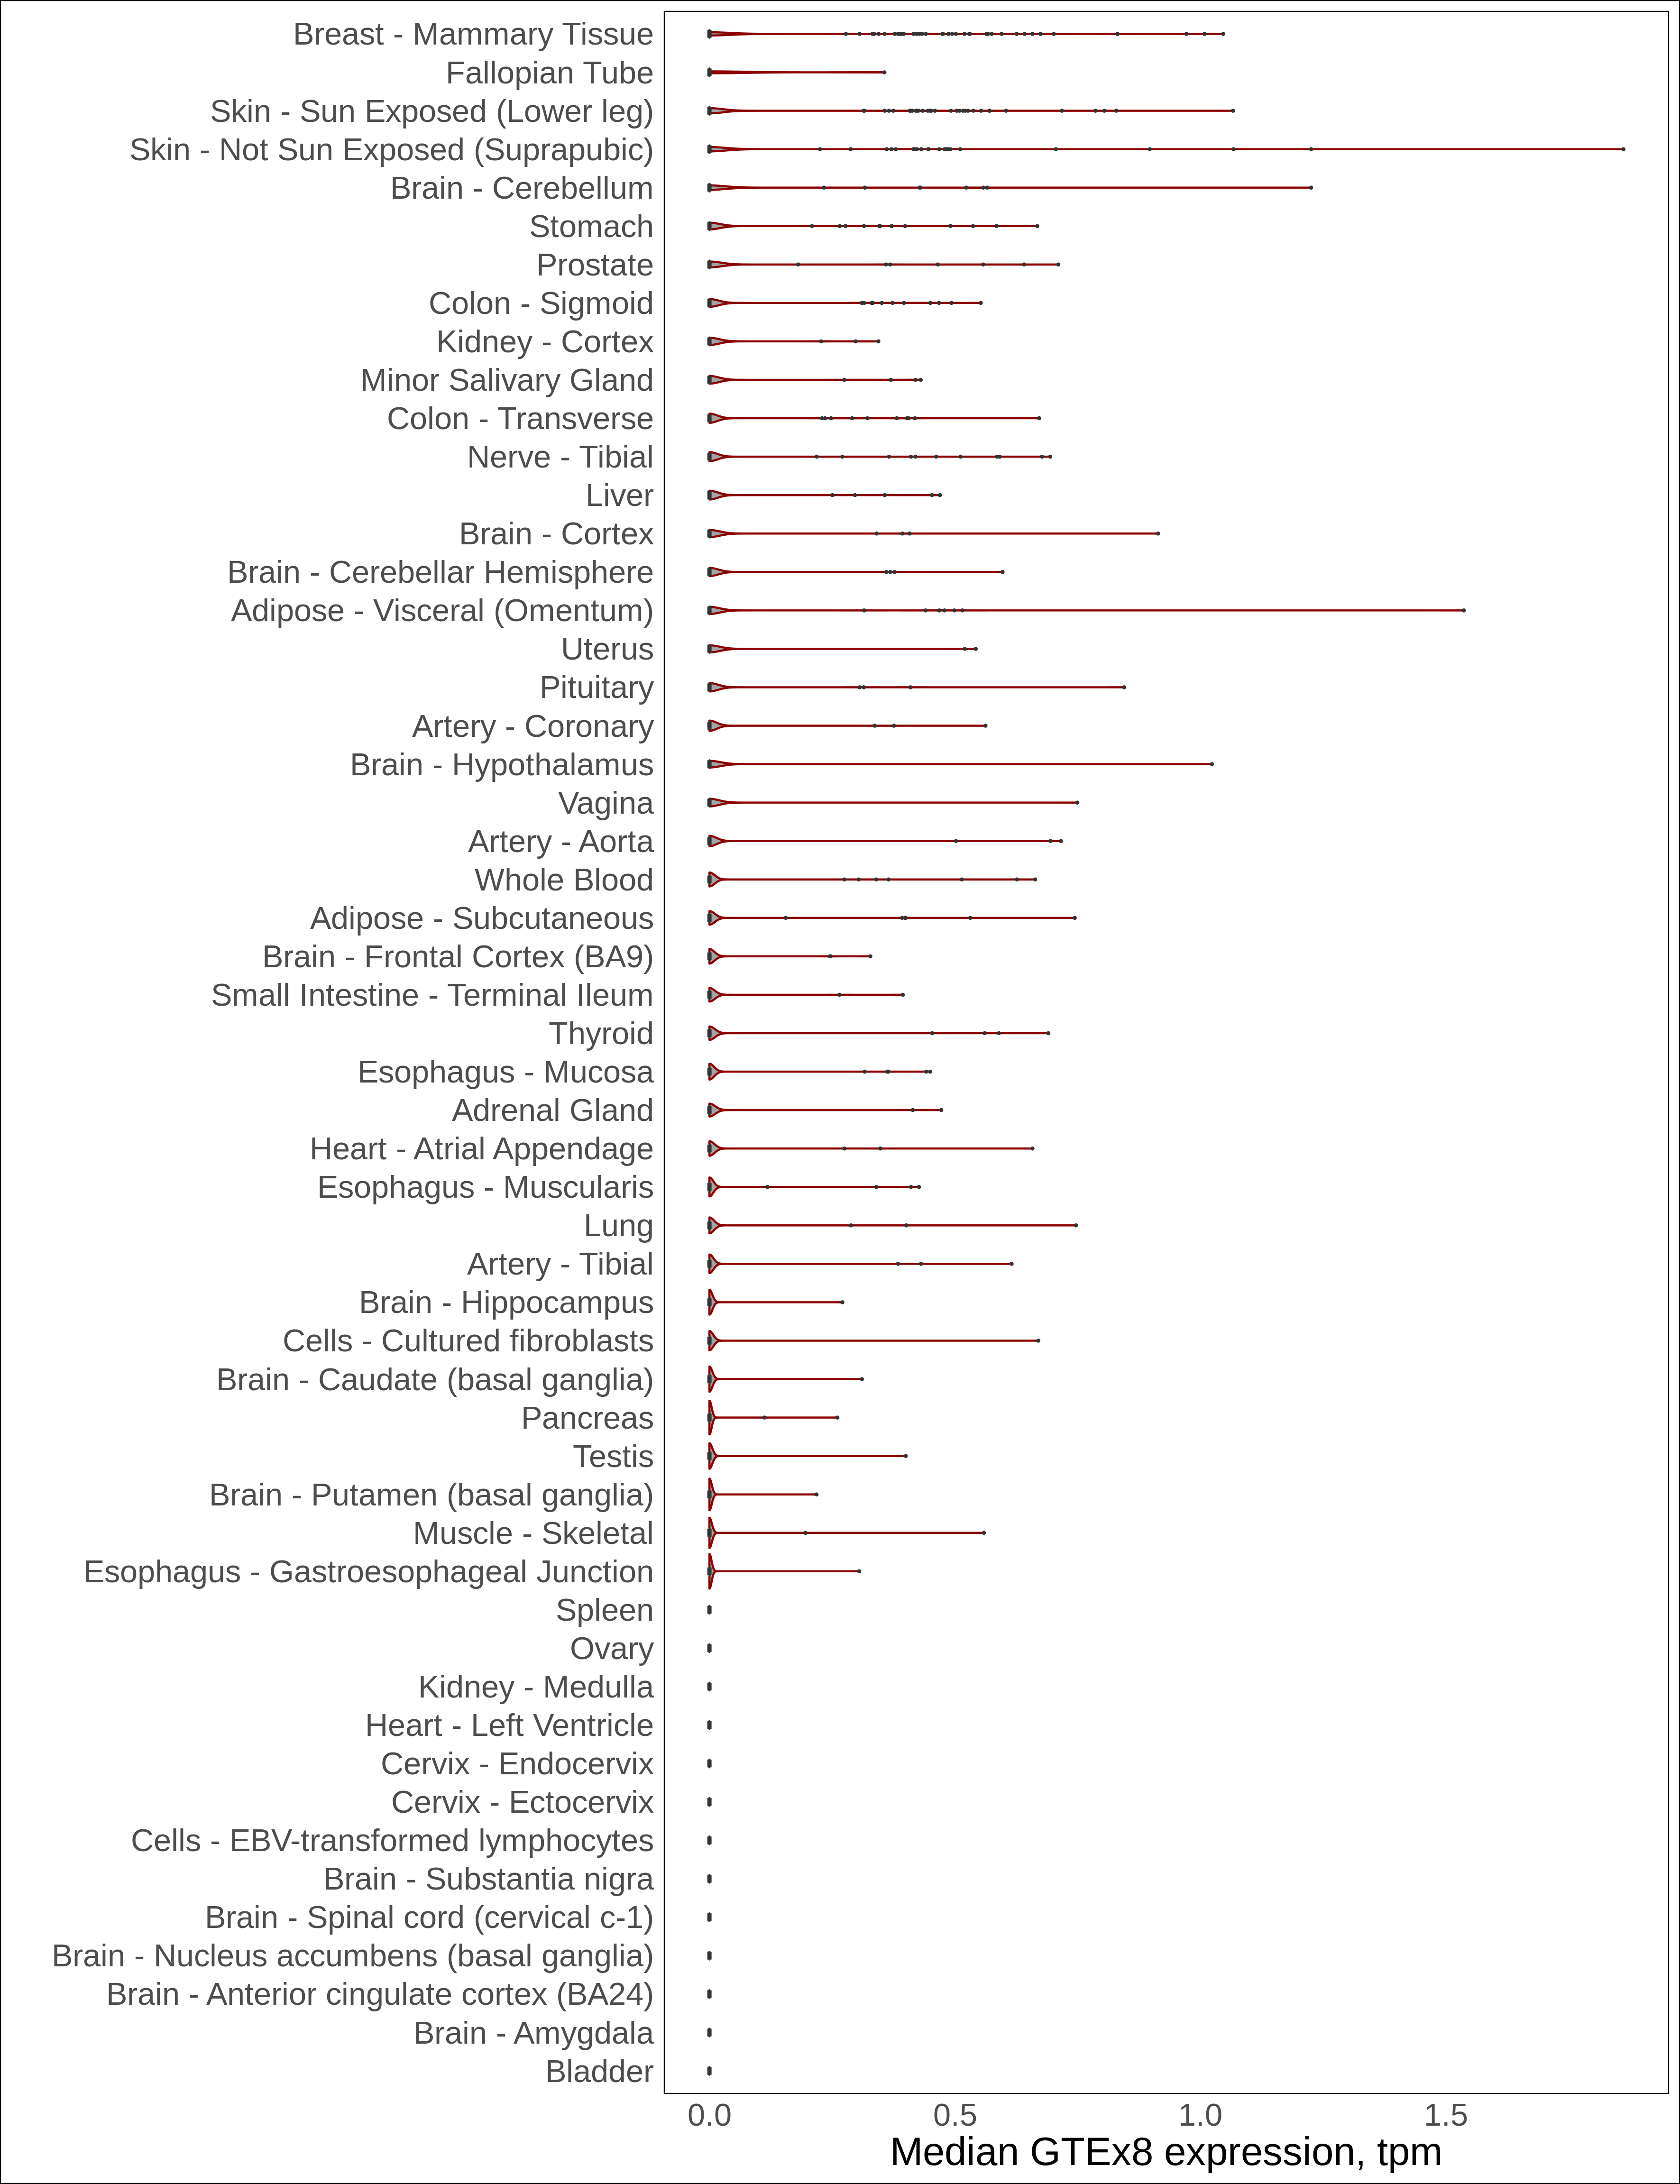 Breast - Mammary Tissue
Fallopian Tube
Skin - Sun Exposed (Lower leg)
Skin - Not Sun Exposed (Suprapubic)
Brain - Cerebellum
Stomach
Prostate
Colon - Sigmoid
Kidney - Cortex
Minor Salivary Gland
Colon - Transverse
Nerve - Tibial
Liver
Brain - Cortex
Brain - Cerebellar Hemisphere
Adipose - Visceral (Omentum)
Uterus
Pituitary
Artery - Coronary
Brain - Hypothalamus
Vagina
Artery - Aorta
Whole Blood
Adipose - Subcutaneous
Brain - Frontal Cortex (BA9)
Small Intestine - Terminal Ileum
Thyroid
Esophagus - Mucosa
Adrenal Gland
Heart - Atrial Appendage
Esophagus - Muscularis
Lung
Artery - Tibial
Brain - Hippocampus
Cells - Cultured fibroblasts
Brain - Caudate (basal ganglia)
Pancreas
Testis
Brain - Putamen (basal ganglia)
Muscle - Skeletal
Esophagus - Gastroesophageal Junction
Spleen
Ovary
Kidney - Medulla
Heart - Left Ventricle
Cervix - Endocervix
Cervix - Ectocervix
Cells - EBV-transformed lymphocytes
Brain - Substantia nigra
Brain - Spinal cord (cervical c-1)
Brain - Nucleus accumbens (basal ganglia)
Brain - Anterior cingulate cortex (BA24)
Brain - Amygdala
Bladder
0.0 0.5 1.0 1.5
Median GTEx8 expression, tpm